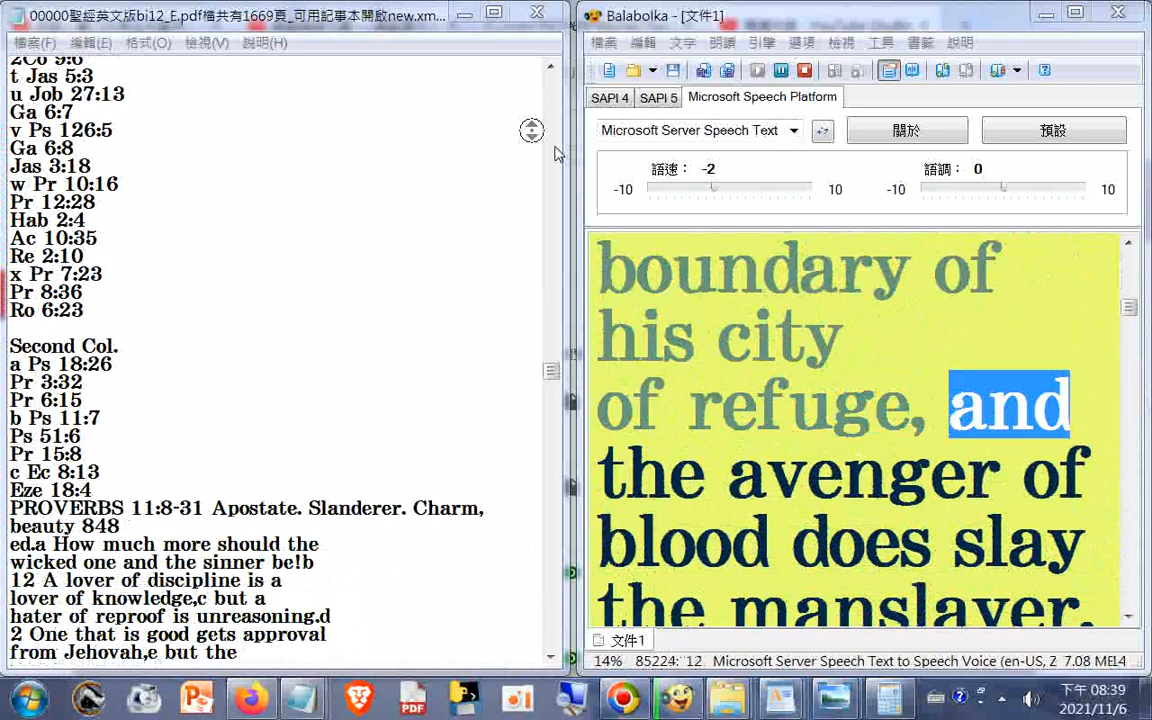 00000聖經英文版bi12_E.pdf檔共有1669頁_可用記事本開啟new.xm...
檔案(F) 編輯(E) 格式(O) 檢視(V) 說明(H)
2Co 9:6
t Jas 5:3
u Job 27:13
Ga 6:7
v Ps 126:5
Ga 6:8
Jas 3:18
w Pr 10:16
Pr 12:28
Hab 2:4
Ac 10:35
Re 2:10
x Pr 7:23
Pr 8:36
Ro 6:23
Second Col.
a Ps 18:26
Pr 3:32
Pr 6:15
b Ps 11:7
Ps 51:6
Pr 15:8
c Ec 8:13
Eze 18:4
PROVERBS 11:8-31 Apostate. Slanderer. Charm,
beauty 848
ed.a How much more should the
wicked one and the sinner be!b
12 A lover of discipline is a
lover of knowledge,c but a
hater of reproof is unreasoning.d
2 One that is good gets approval
from Jehovah,e but the
Balabolka - [文件1]
檔案 編輯 文字 朗讀 引擎 選項 檢視 工具 書籤 說明
SAPI 4 SAPI 5 Microsoft Speech Platform
Microsoft Server Speech Text 關於 預設
語速： -2 語調： 0
-10 10 -10 10
boundary of
his city
of refuge, and
the avenger of
blood does slay
the manslayer,
文件1
14% 85224: 12 Microsoft Server Speech Text to Speech Voice (en-US, Z 7.08 ME 14
PDF
下午 08:39
2021/11/6